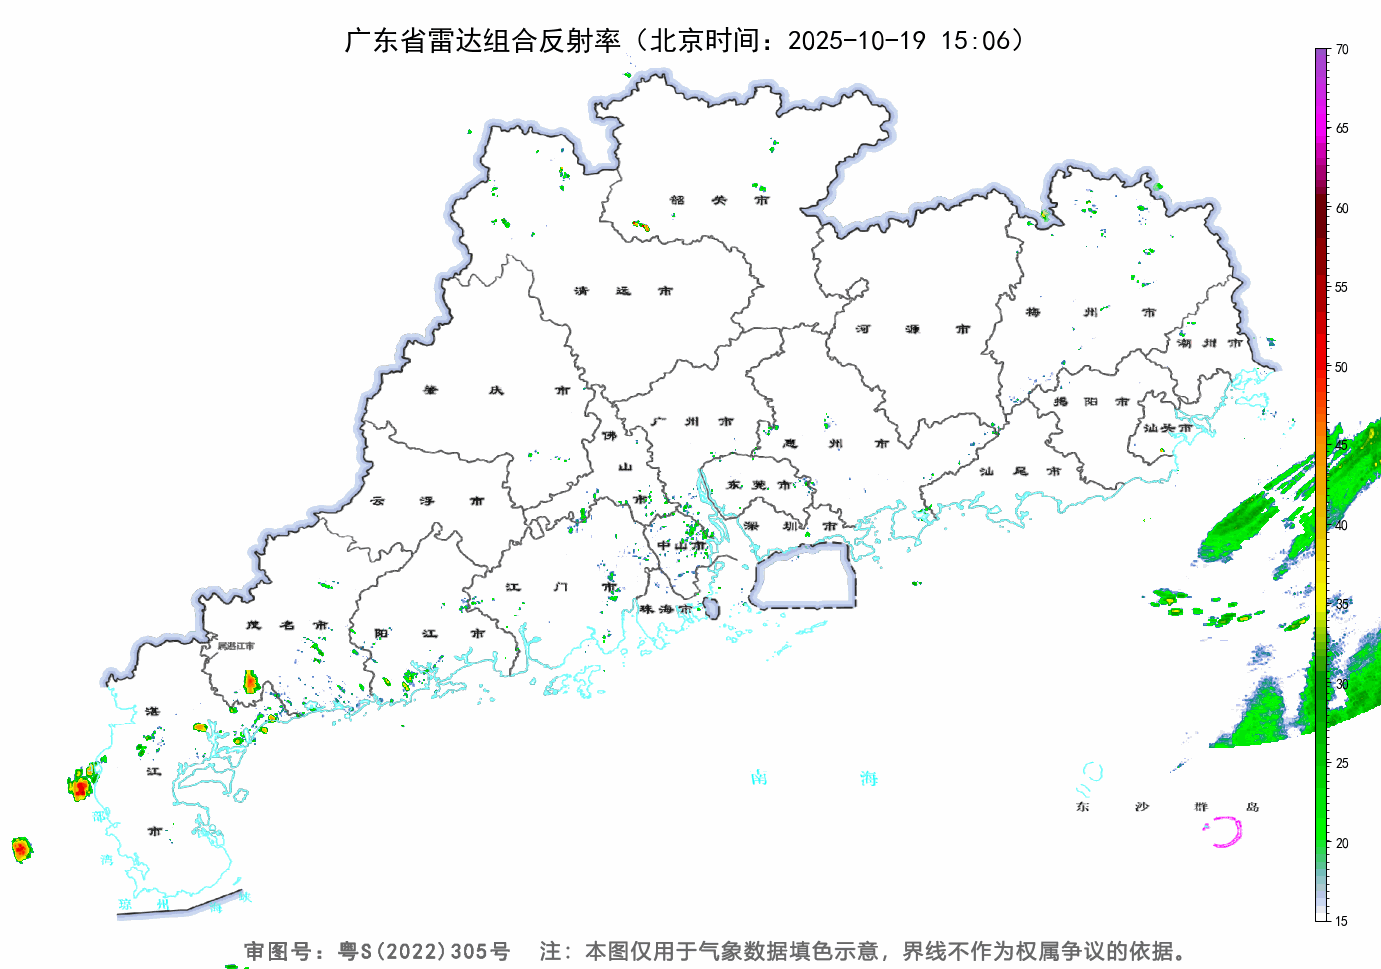 广东省雷达组合反射率（北京时间：2025-10-19 15:06）
70
65
60
55
50
45
40
35
30
25
20
15
韶关市
清远市
河源市
梅州市
潮州市
肇庆市
广州市
惠州市
揭阳市
汕头市
佛山市
云浮市
东莞市
汕尾市
深圳市
中山市
江门市
珠海市
茂名市
阳江市
属湛江市
湛江市
南海
东沙群岛
部湾
琼州海峡
审图号：粤S(2022)305号 注：本图仅用于气象数据填色示意，界线不作为权属争议的依据。